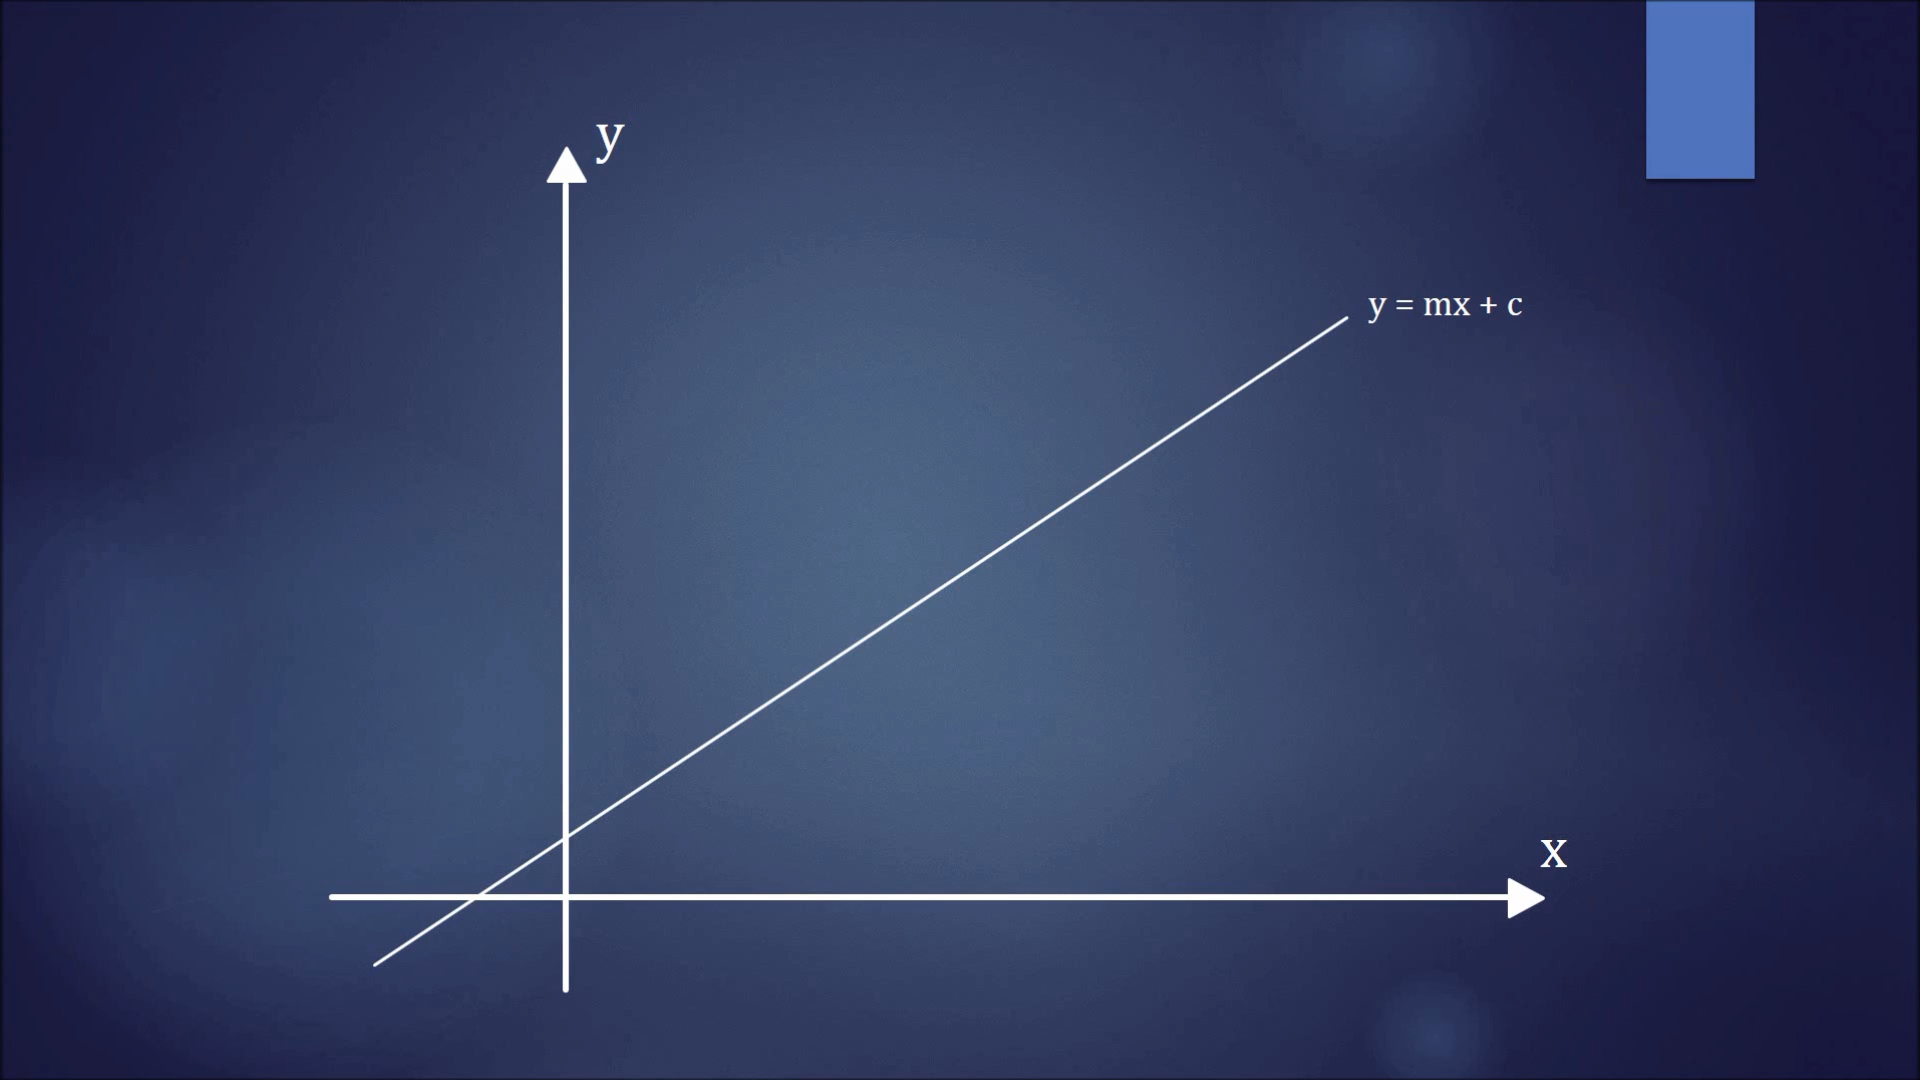 y
y = mx + c
x